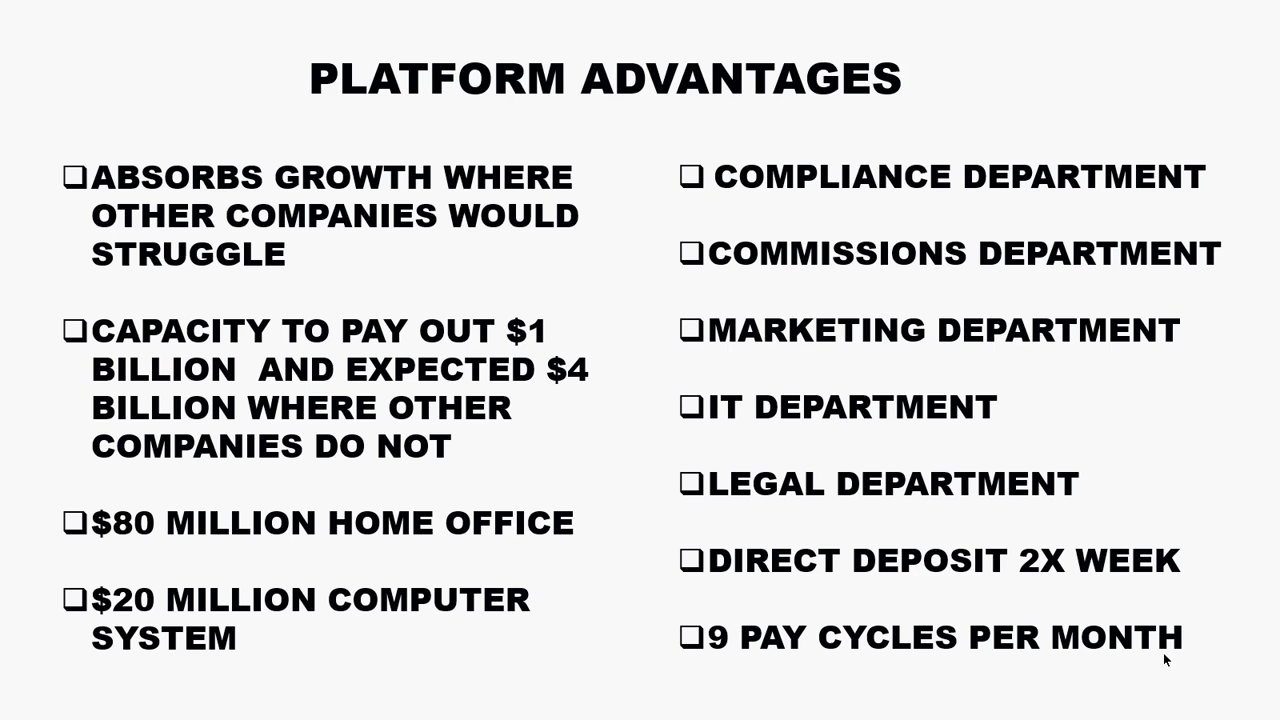 PLATFORM ADVANTAGES
❑ABSORBS GROWTH WHERE
OTHER COMPANIES WOULD
STRUGGLE
❑CAPACITY TO PAY OUT $1
BILLION  AND EXPECTED $4
BILLION WHERE OTHER
COMPANIES DO NOT
❑$80 MILLION HOME OFFICE
❑$20 MILLION COMPUTER
SYSTEM
❑ COMPLIANCE DEPARTMENT
❑COMMISSIONS DEPARTMENT
❑MARKETING DEPARTMENT
❑IT DEPARTMENT
❑LEGAL DEPARTMENT
❑DIRECT DEPOSIT 2X WEEK
❑9 PAY CYCLES PER MONTH